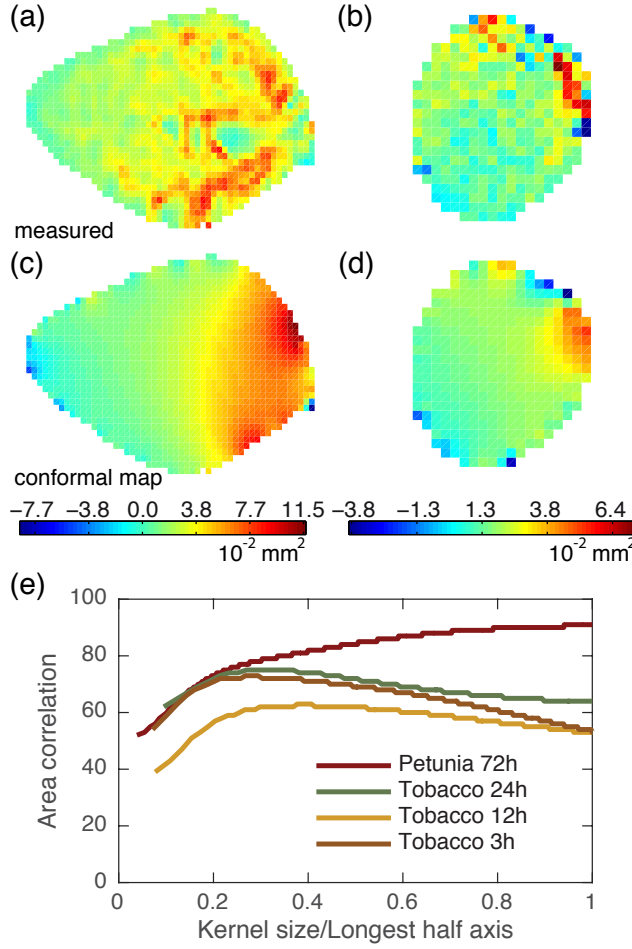 (a)
(b)
measured
(c)
(d)
conformal map
−7.7 −3.8 0.0 3.8 7.7 11.5
10⁻² mm²
−3.8 −1.3 1.3 3.8 6.4
10⁻² mm²
(e)
100
80
60
40
20
0
Area correlation
Petunia 72h
Tobacco 24h
Tobacco 12h
Tobacco 3h
0 0.2 0.4 0.6 0.8 1
Kernel size/Longest half axis